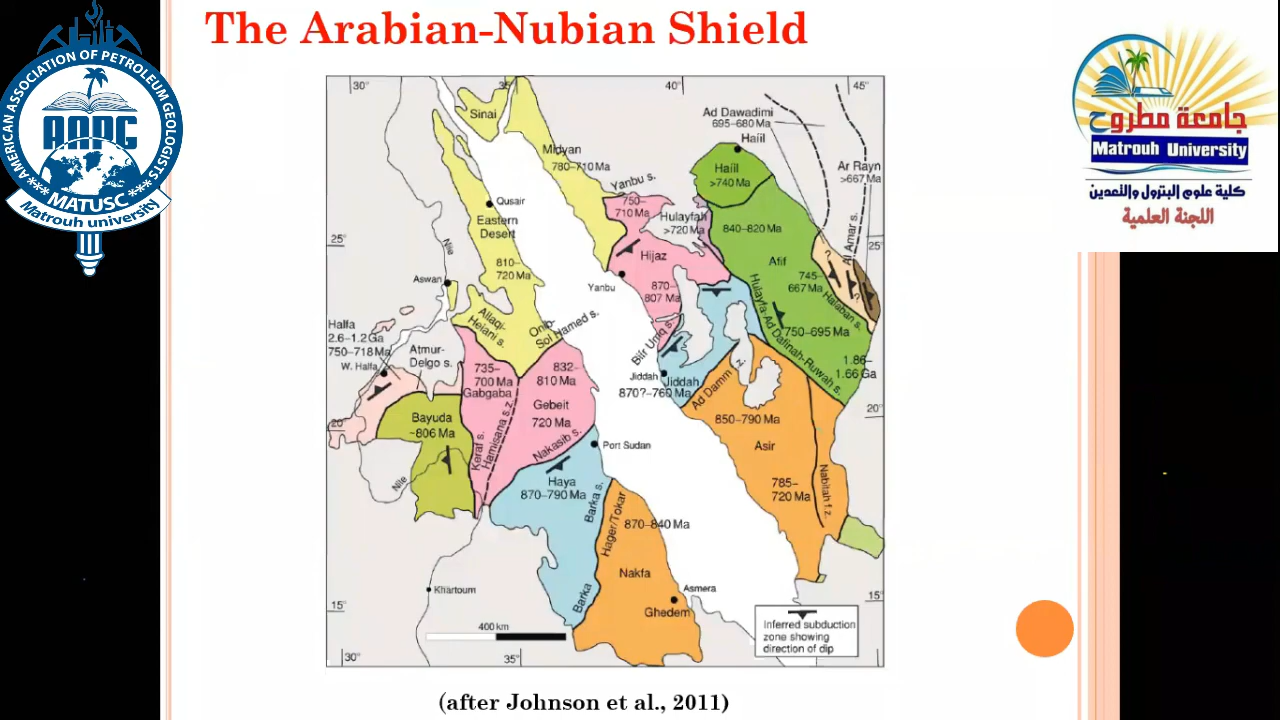 The Arabian-Nubian Shield
AMERICAN ASSOCIATION OF PETROLEUM GEOLOGISTS
AAPG
*** MATUSC ***
Matrouh university
جامعة مطروح
Matrouh University
كلية علوم البترول والتعدين
اللجنة العلمية
30°
35°
40°
45°
Sinai
Midyan
780–710 Ma
Ad Dawadimi
695–680 Ma
Haíil
Haíil
>740 Ma
Ar Rayn
>667 Ma
Yanbu s.
750–
710 Ma
Hulayfah
>720 Ma
840–820 Ma
Al Amar s.
25°
25°
Nile
Qusair
Eastern
Desert
810–
720 Ma
Aswan
Hijaz
Yanbu
870–
807 Ma
Afif
745–
667 Ma
Halaban s.
?
?
Hulayfa-Ad Dafinah-Ruwah s.
750–695 Ma
1.86–
1.66 Ga
Allaqi-
Heiani s.
Onib-
Sol Hamed s.
Halfa
2.6–1.2 Ga
750–718 Ma
W. Halfa
Atmur-
Delgo s.
735–
700 Ma
Gabgaba
832–
810 Ma
Gebeit
720 Ma
Bi'r Umq s.
Jiddah
Jiddah
870?–760 Ma
Ad Damm z.
20°
20°
Bayuda
~806 Ma
Keraf s.
Hamisana s.z.
Nakasib s.
Port Sudan
850–790 Ma
Asir
785–
720 Ma
Nabitah f.z.
Nile
Haya
870–790 Ma
Barka s.
Hager/Tokar
870–840 Ma
Barka
Nakfa
Asmera
Ghedem
Khartoum
15°
15°
400 km
Inferred subduction
zone showing
direction of dip
30°
35°
(after Johnson et al., 2011)